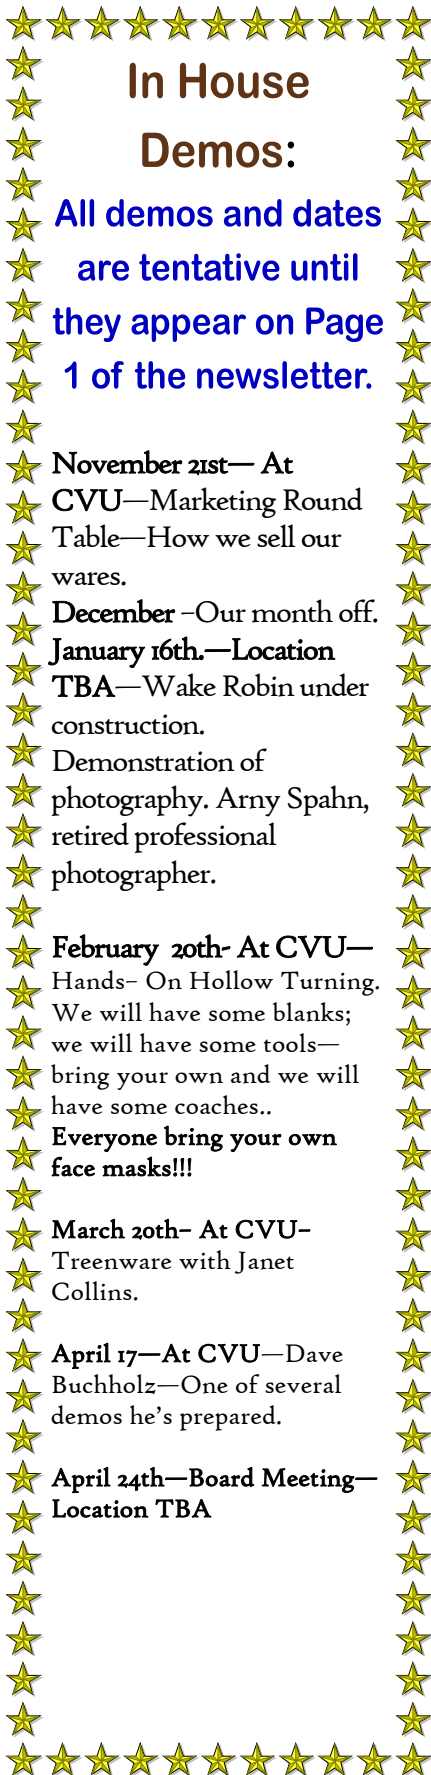 In House
Demos:
All demos and dates
are tentative until
they appear on Page
1 of the newsletter.
November 21st— At
CVU—Marketing Round
Table—How we sell our
wares.
December –Our month off.
January 16th.—Location
TBA—Wake Robin under
construction.
Demonstration of
photography. Arny Spahn,
retired professional
photographer.
February  20th- At CVU—
Hands– On Hollow Turning.
We will have some blanks;
we will have some tools—
bring your own and we will
have some coaches..
Everyone bring your own
face masks!!!
March 20th– At CVU–
Treenware with Janet
Collins.
April 17—At CVU—Dave
Buchholz—One of several
demos he's prepared.
April 24th—Board Meeting—
Location TBA